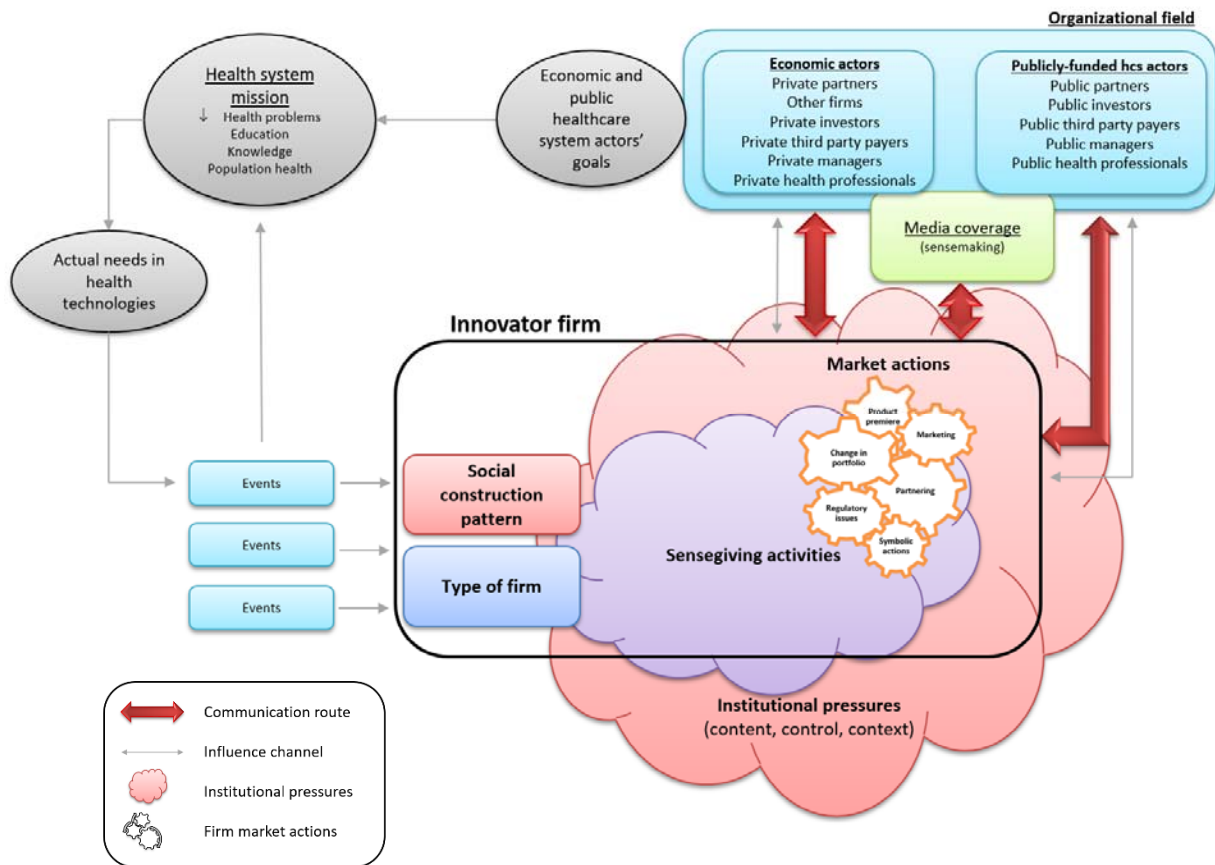 Organizational field
Health system
mission
↓ Health problems
Education
Knowledge
Population health
Economic and
public
healthcare
system actors'
goals
Economic actors
Private partners
Other firms
Private investors
Private third party payers
Private managers
Private health professionals
Publicly-funded hcs actors
Public partners
Public investors
Public third party payers
Public managers
Public health professionals
Media coverage
(sensemaking)
Actual needs in
health
technologies
Innovator firm
Market actions
Product
premiere
Marketing
Change in
portfolio
Partnering
Regulatory
issues
Symbolic
actions
Events
Events
Events
Social
construction
pattern
Type of firm
Sensegiving activities
Institutional pressures
(content, control, context)
Communication route
Influence channel
Institutional pressures
Firm market actions